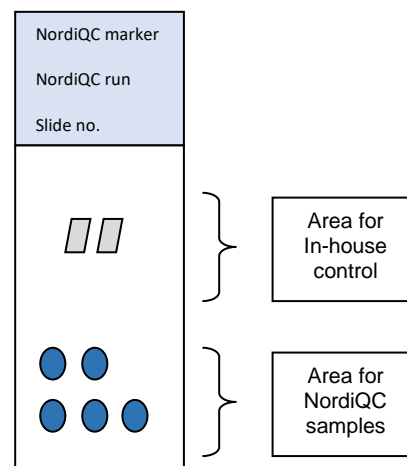 NordiQC marker
NordiQC run
Slide no.
Area for
In-house
control
Area for
NordiQC
samples